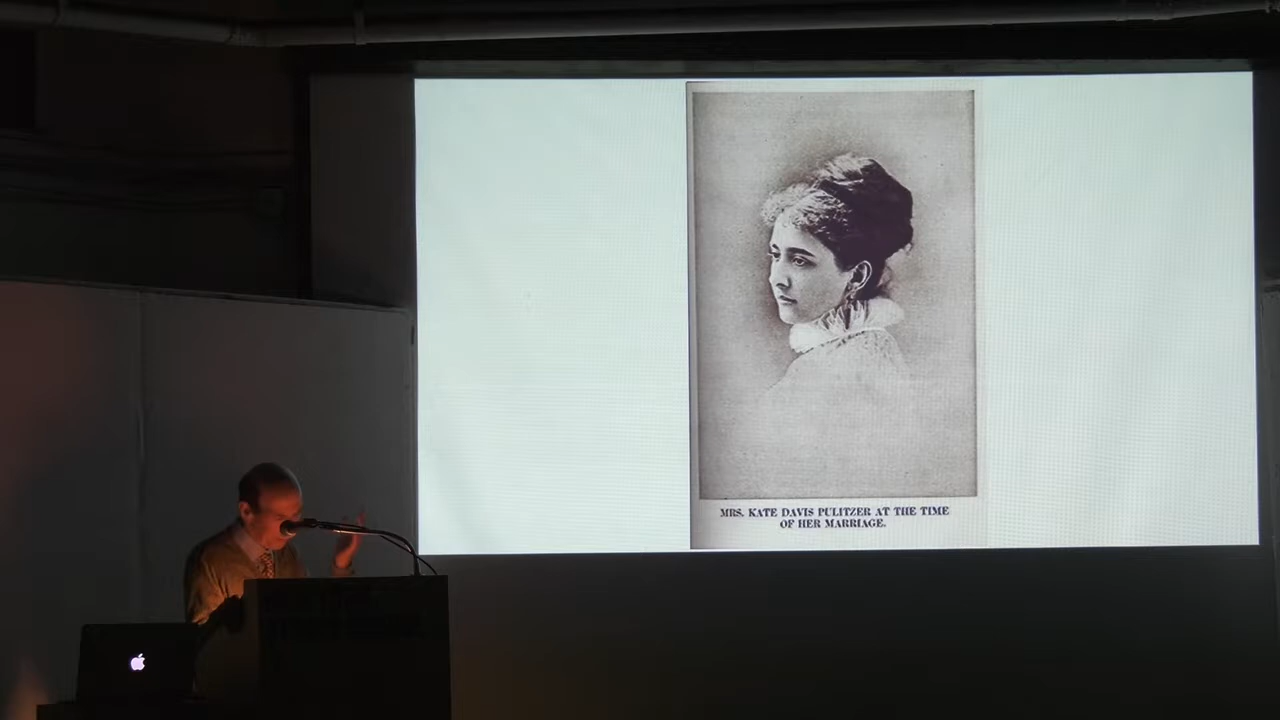 MRS. KATE DAVIS PULITZER AT THE TIME
OF HER MARRIAGE.